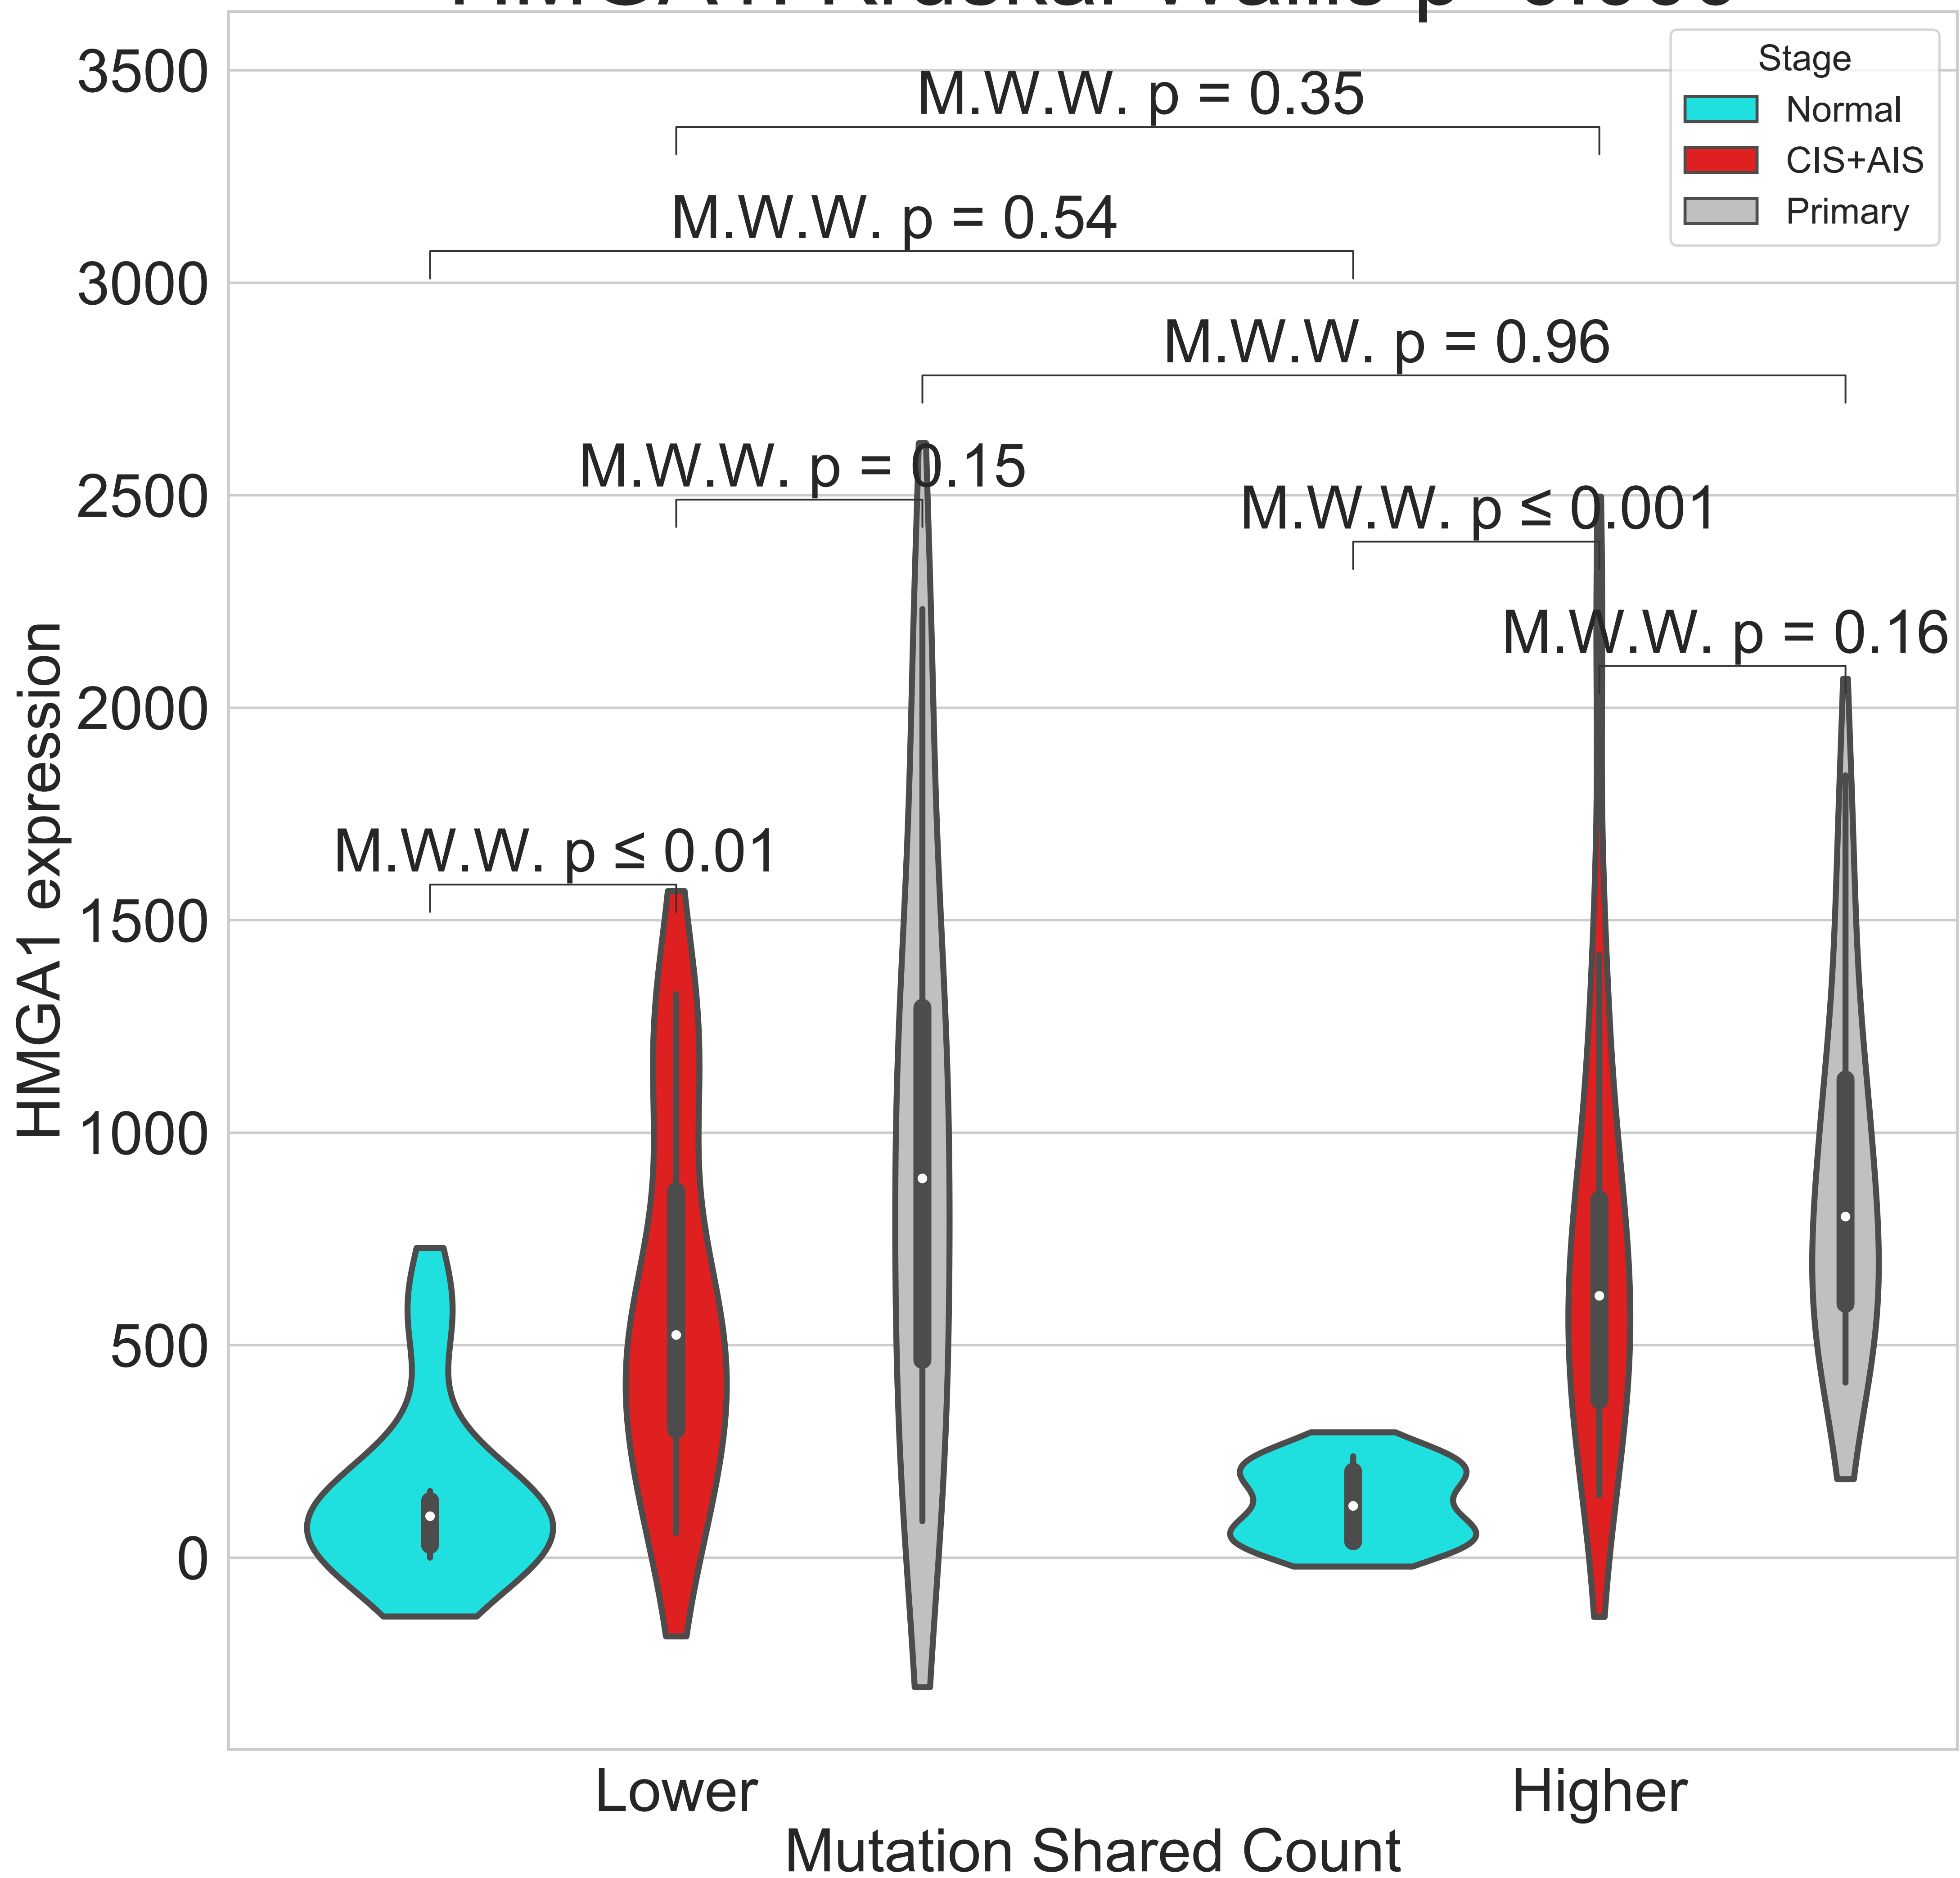 3500
3000
2500
2000
1500
1000
500
0
HMGA1 expression
Stage
Normal
CIS+AIS
Primary
M.W.W. p = 0.35
M.W.W. p = 0.54
M.W.W. p = 0.96
M.W.W. p = 0.15
M.W.W. p ≤ 0.001
M.W.W. p = 0.16
M.W.W. p ≤ 0.01
Lower
Higher
Mutation Shared Count